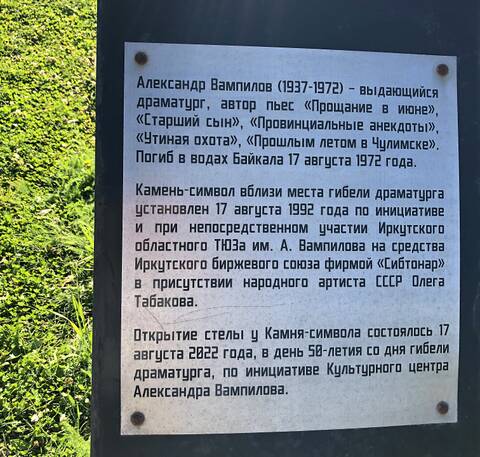 Александр Вампилов (1937-1972) – выдающийся
драматург, автор пьес «Прощание в июне»,
«Старший сын», «Провинциальные анекдоты»,
«Утиная охота», «Прошлым летом в Чулимске».
Погиб в водах Байкала 17 августа 1972 года.
Камень-символ вблизи места гибели драматурга
установлен 17 августа 1992 года по инициативе
и при непосредственном участии Иркутского
областного ТЮЗа им. А. Вампилова на средства
Иркутского биржевого союза фирмой «Сибтонар»
в присутствии народного артиста СССР Олега
Табакова.
Открытие стелы у Камня-символа состоялось 17
августа 2022 года, в день 50-летия со дня гибели
драматурга, по инициативе Культурного центра
Александра Вампилова.